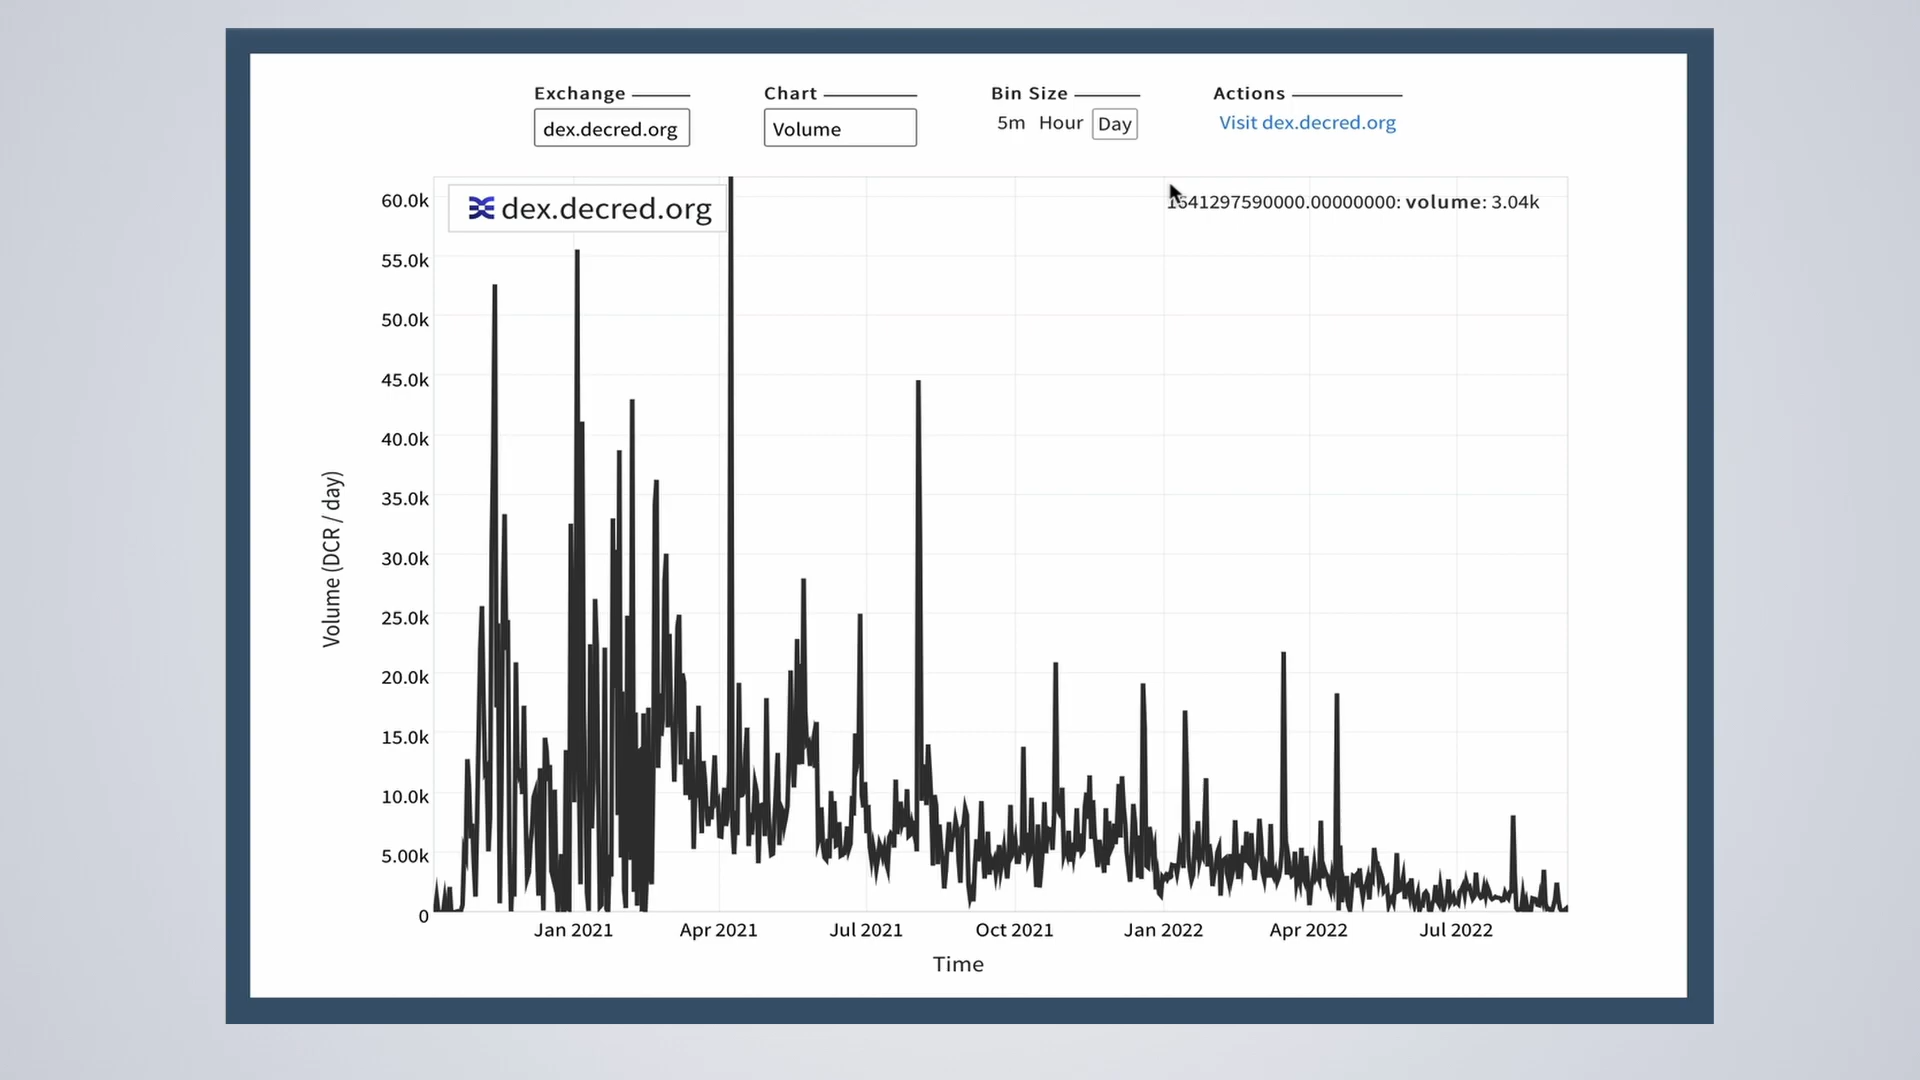 Exchange
dex.decred.org
Chart
Volume
Bin Size
5m Hour Day
Actions
Visit dex.decred.org
dex.decred.org
1641297590000.00000000: volume: 3.04k
Volume (DCR / day)
60.0k
55.0k
50.0k
45.0k
40.0k
35.0k
30.0k
25.0k
20.0k
15.0k
10.0k
5.00k
0
Jan 2021 Apr 2021 Jul 2021 Oct 2021 Jan 2022 Apr 2022 Jul 2022
Time